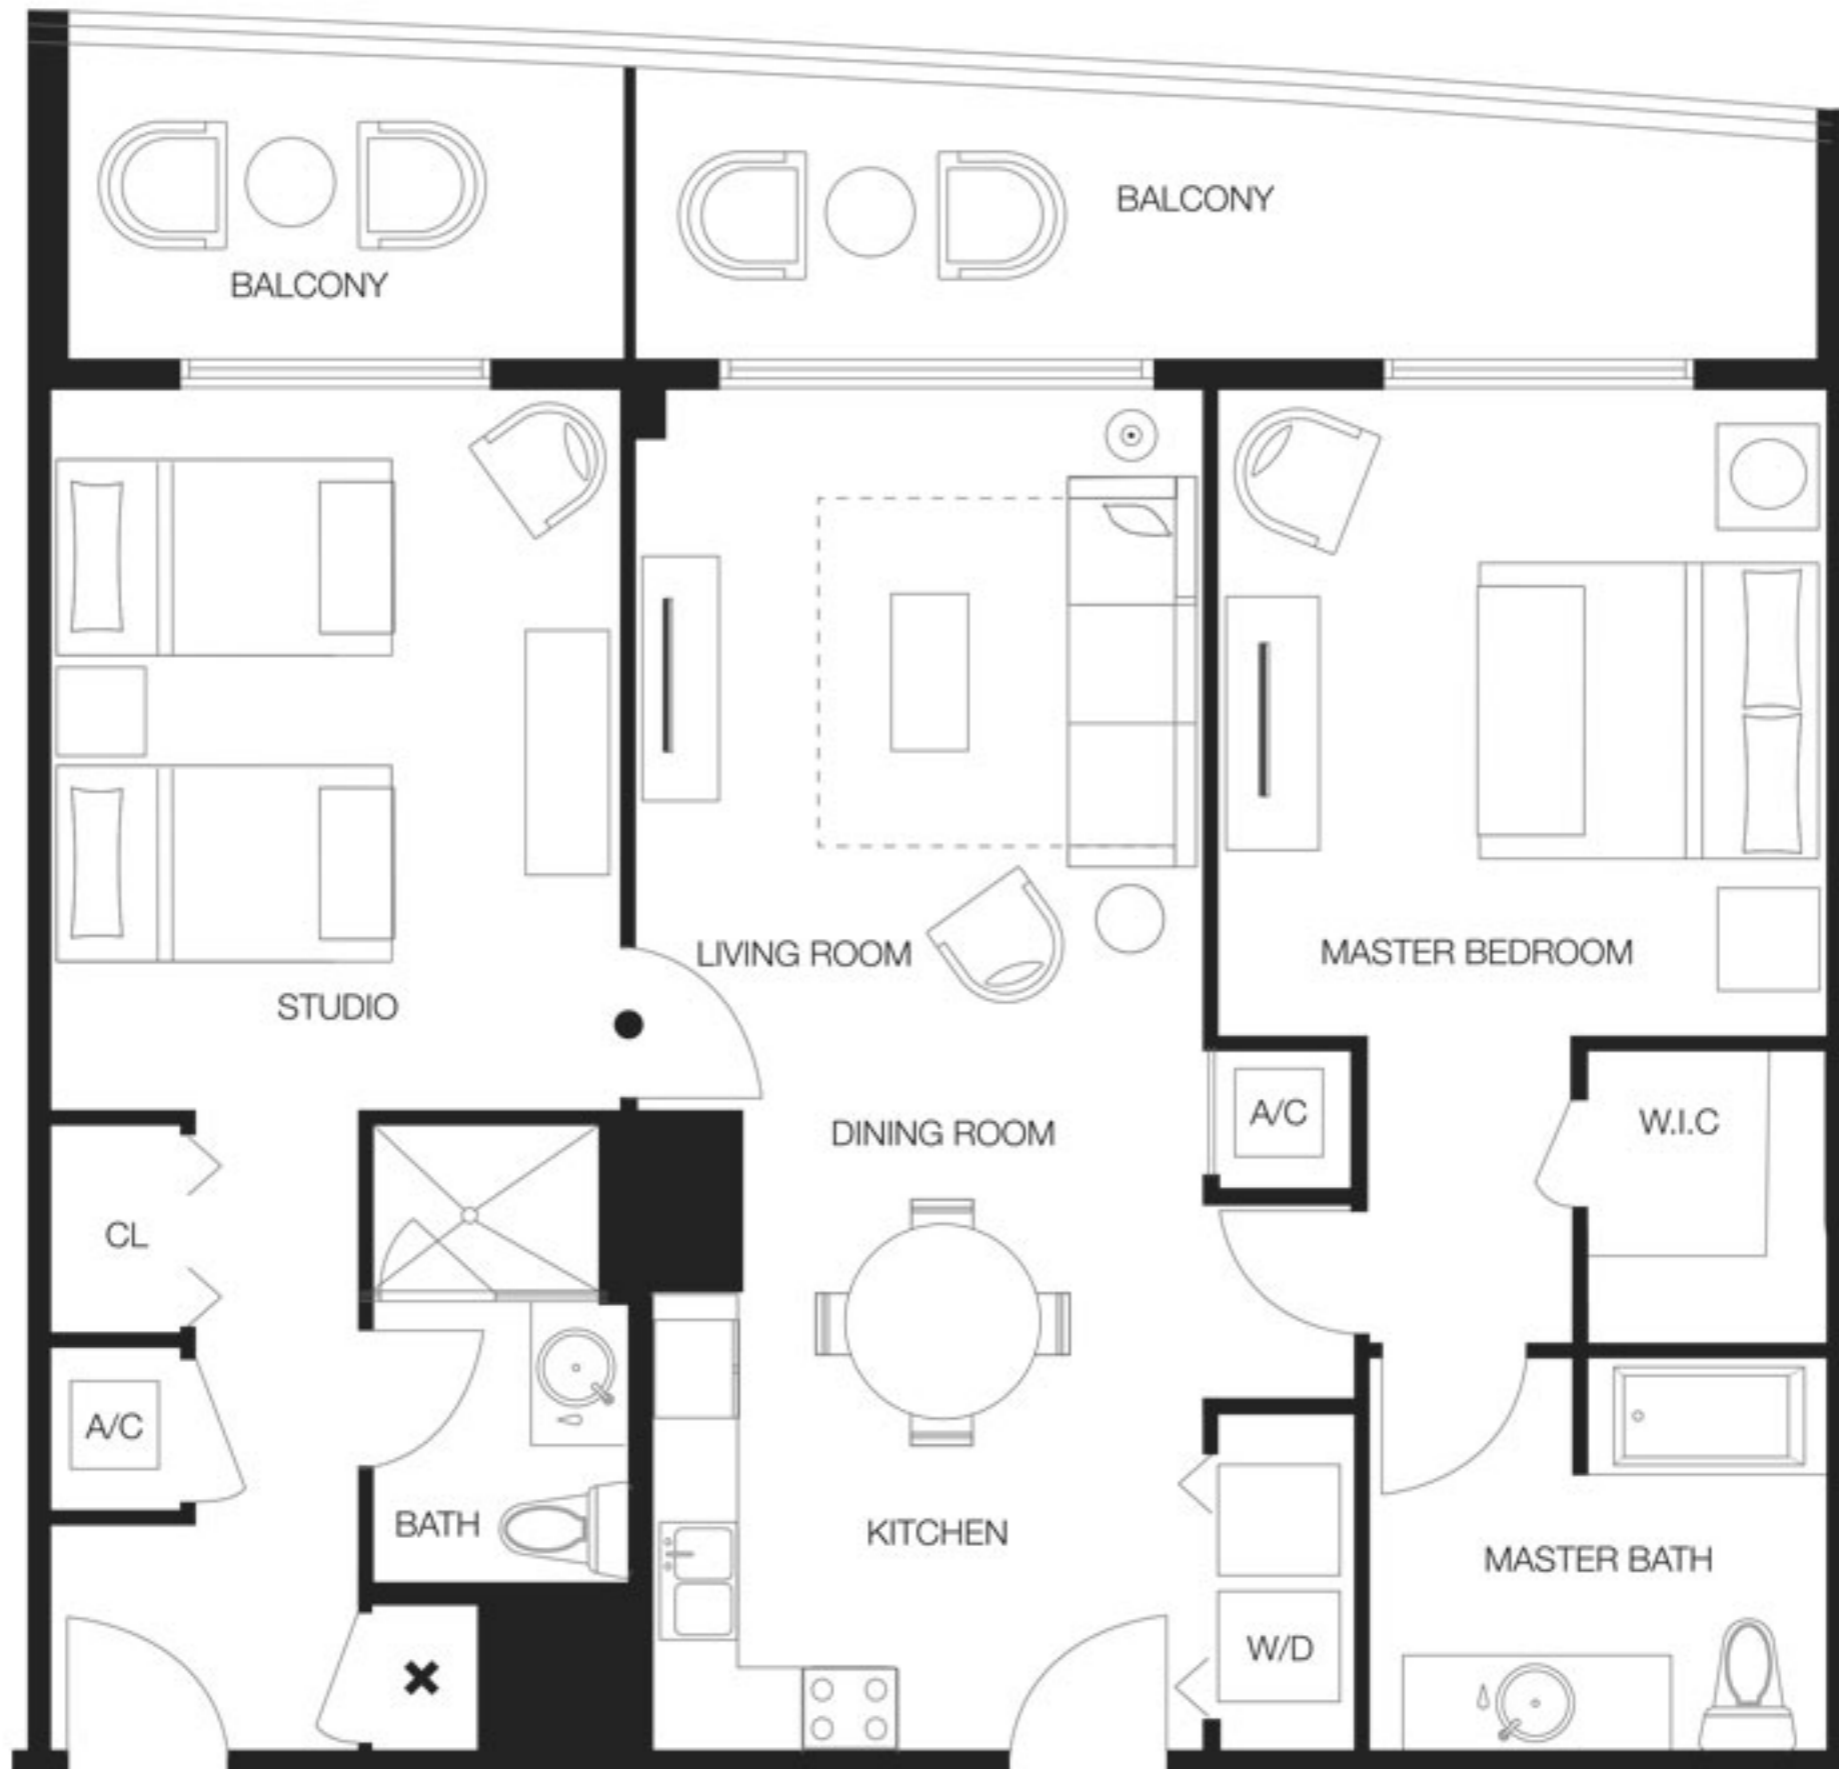 BALCONY
BALCONY
LIVING ROOM
MASTER BEDROOM
STUDIO
A/C
W.I.C
DINING ROOM
CL
A/C
BATH
KITCHEN
MASTER BATH
W/D